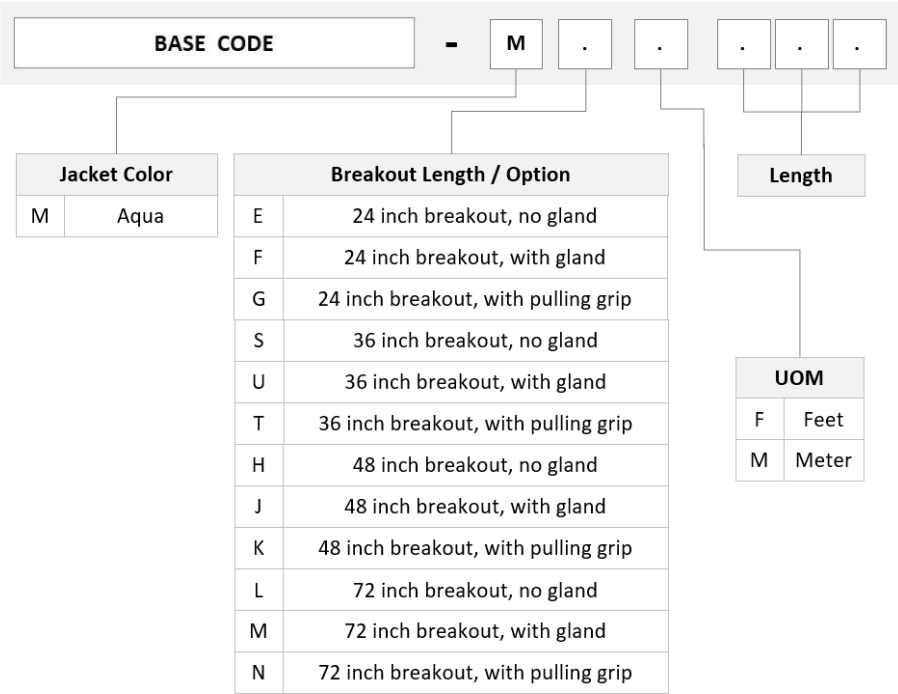 BASE CODE - M . . . . .
Jacket Color
M Aqua
Breakout Length / Option
E 24 inch breakout, no gland
F 24 inch breakout, with gland
G 24 inch breakout, with pulling grip
S 36 inch breakout, no gland
U 36 inch breakout, with gland
T 36 inch breakout, with pulling grip
H 48 inch breakout, no gland
J 48 inch breakout, with gland
K 48 inch breakout, with pulling grip
L 72 inch breakout, no gland
M 72 inch breakout, with gland
N 72 inch breakout, with pulling grip
Length
UOM
F Feet
M Meter